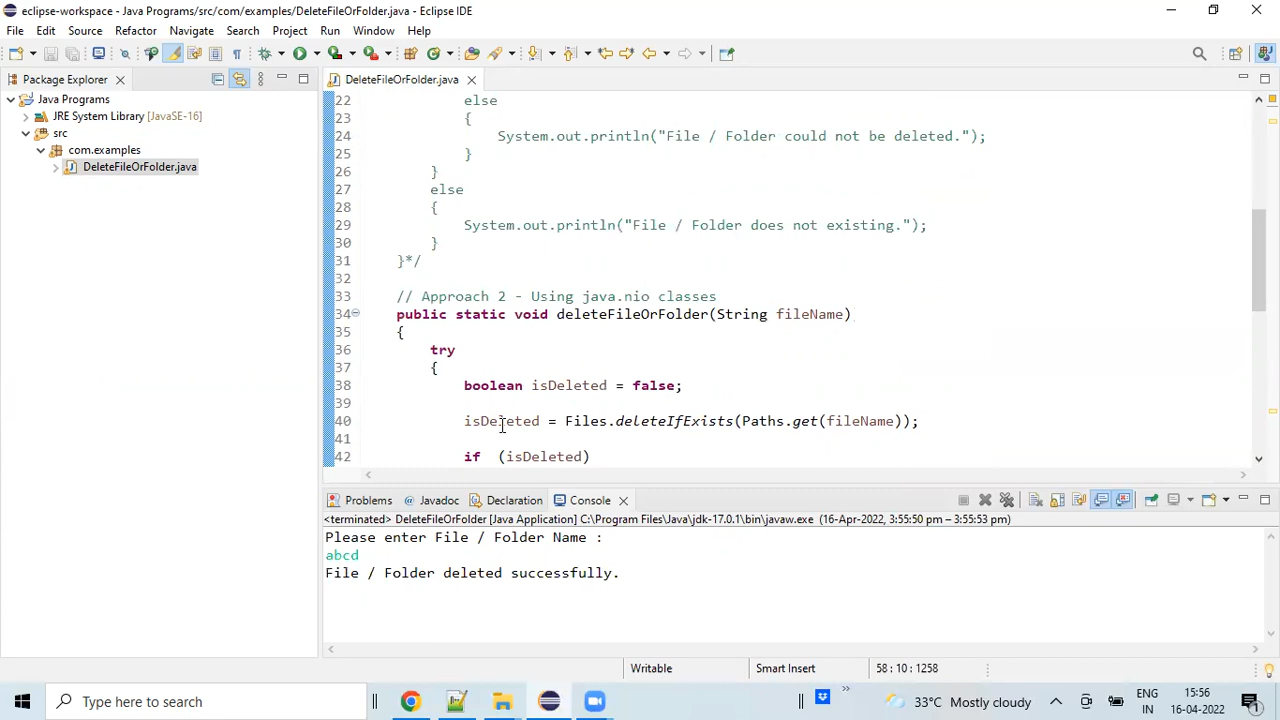 eclipse-workspace - Java Programs/src/com/examples/DeleteFileOrFolder.java - Eclipse IDE
File Edit Source Refactor Navigate Search Project Run Window Help
Package Explorer
DeleteFileOrFolder.java
Java Programs
JRE System Library [JavaSE-16]
src
com.examples
DeleteFileOrFolder.java
22 else
23 {
24 System.out.println("File / Folder could not be deleted.");
25 }
26 }
27 else
28 {
29 System.out.println("File / Folder does not existing.");
30 }
31 }*/
32
33 // Approach 2 - Using java.nio classes
34 public static void deleteFileOrFolder(String fileName)
35 {
36 try
37 {
38 boolean isDeleted = false;
39
40 isDeleted = Files.deleteIfExists(Paths.get(fileName));
41
42 if (isDeleted)
Problems Javadoc Declaration Console
<terminated> DeleteFileOrFolder [Java Application] C:\Program Files\Java\jdk-17.0.1\bin\javaw.exe (16-Apr-2022, 3:55:50 pm – 3:55:53 pm)
Please enter File / Folder Name :
abcd
File / Folder deleted successfully.
Writable Smart Insert 58 : 10 : 1258
Type here to search
33°C Mostly cloudy
ENG
IN
15:56
16-04-2022
1